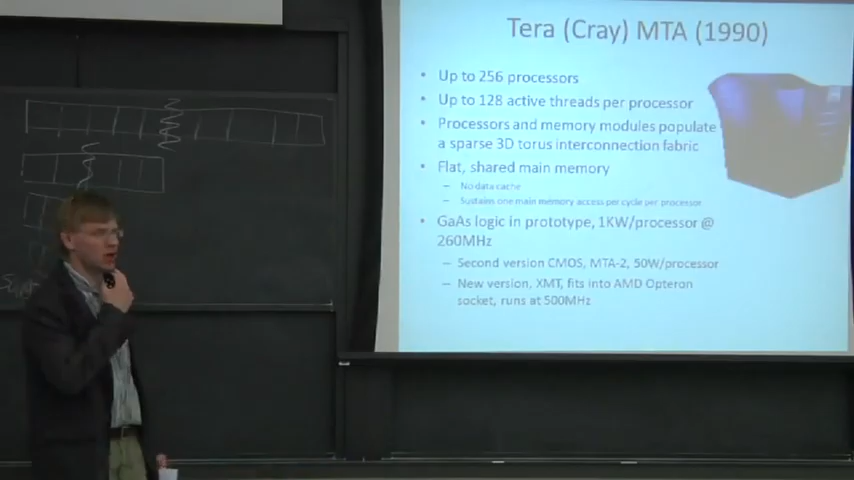 Tera (Cray) MTA (1990)
• Up to 256 processors
• Up to 128 active threads per processor
• Processors and memory modules populate
a sparse 3D torus interconnection fabric
• Flat, shared main memory
– No data cache
– Sustains one main memory access per cycle per processor
• GaAs logic in prototype, 1KW/processor @
260MHz
– Second version CMOS, MTA-2, 50W/processor
– New version, XMT, fits into AMD Opteron
socket, runs at 500MHz